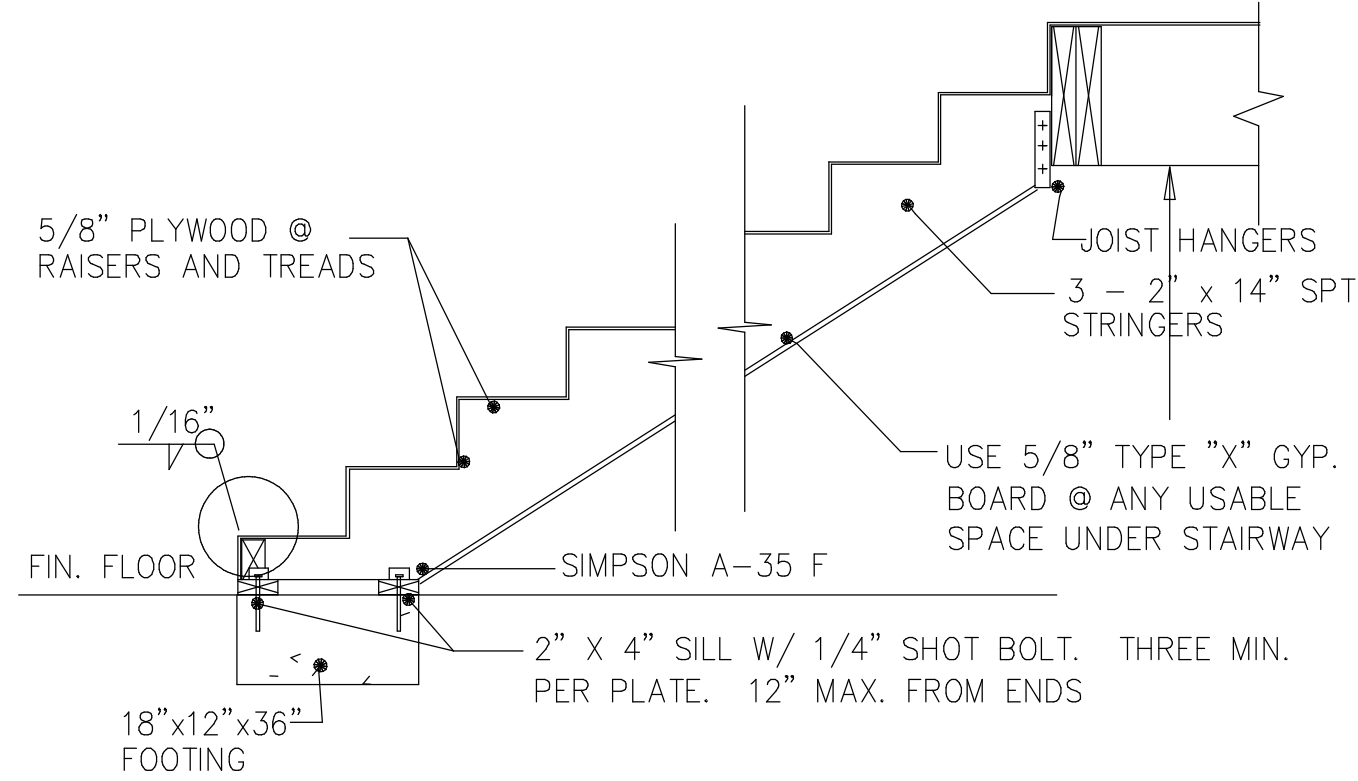 5/8” PLYWOOD @
RAISERS AND TREADS
JOIST HANGERS
3 – 2” x 14” SPT
STRINGERS
1/16”
USE 5/8” TYPE ”X” GYP.
BOARD @ ANY USABLE
SPACE UNDER STAIRWAY
FIN. FLOOR
SIMPSON A–35 F
2” X 4” SILL W/ 1/4” SHOT BOLT. THREE MIN.
PER PLATE. 12” MAX. FROM ENDS
18”x12”x36”
FOOTING